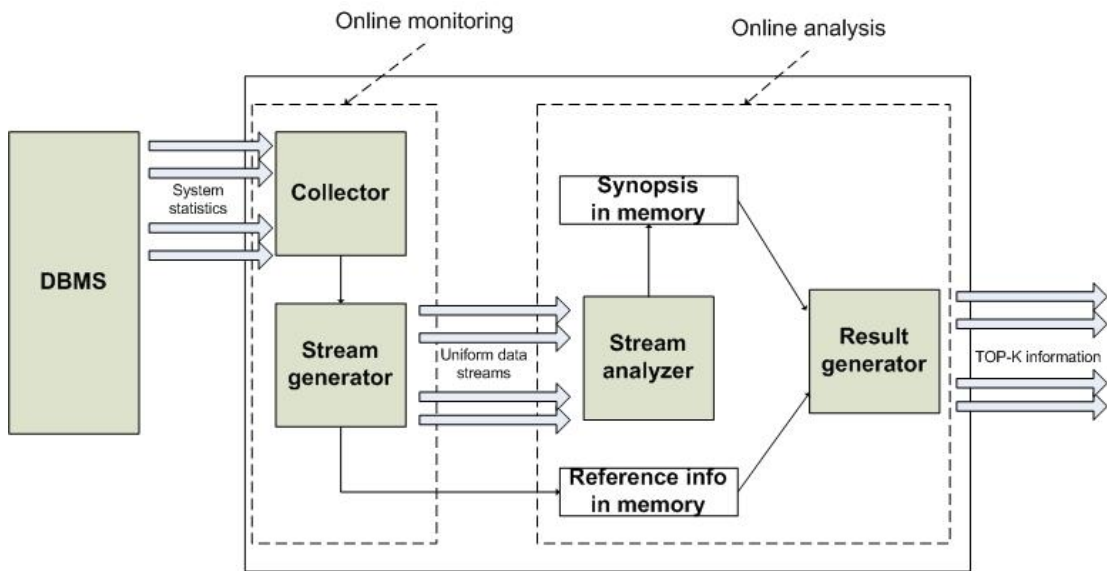 Online monitoring
Online analysis
DBMS
System
statistics
Collector
Stream
generator
Uniform data
streams
Synopsis
in memory
Stream
analyzer
Reference info
in memory
Result
generator
TOP-K information